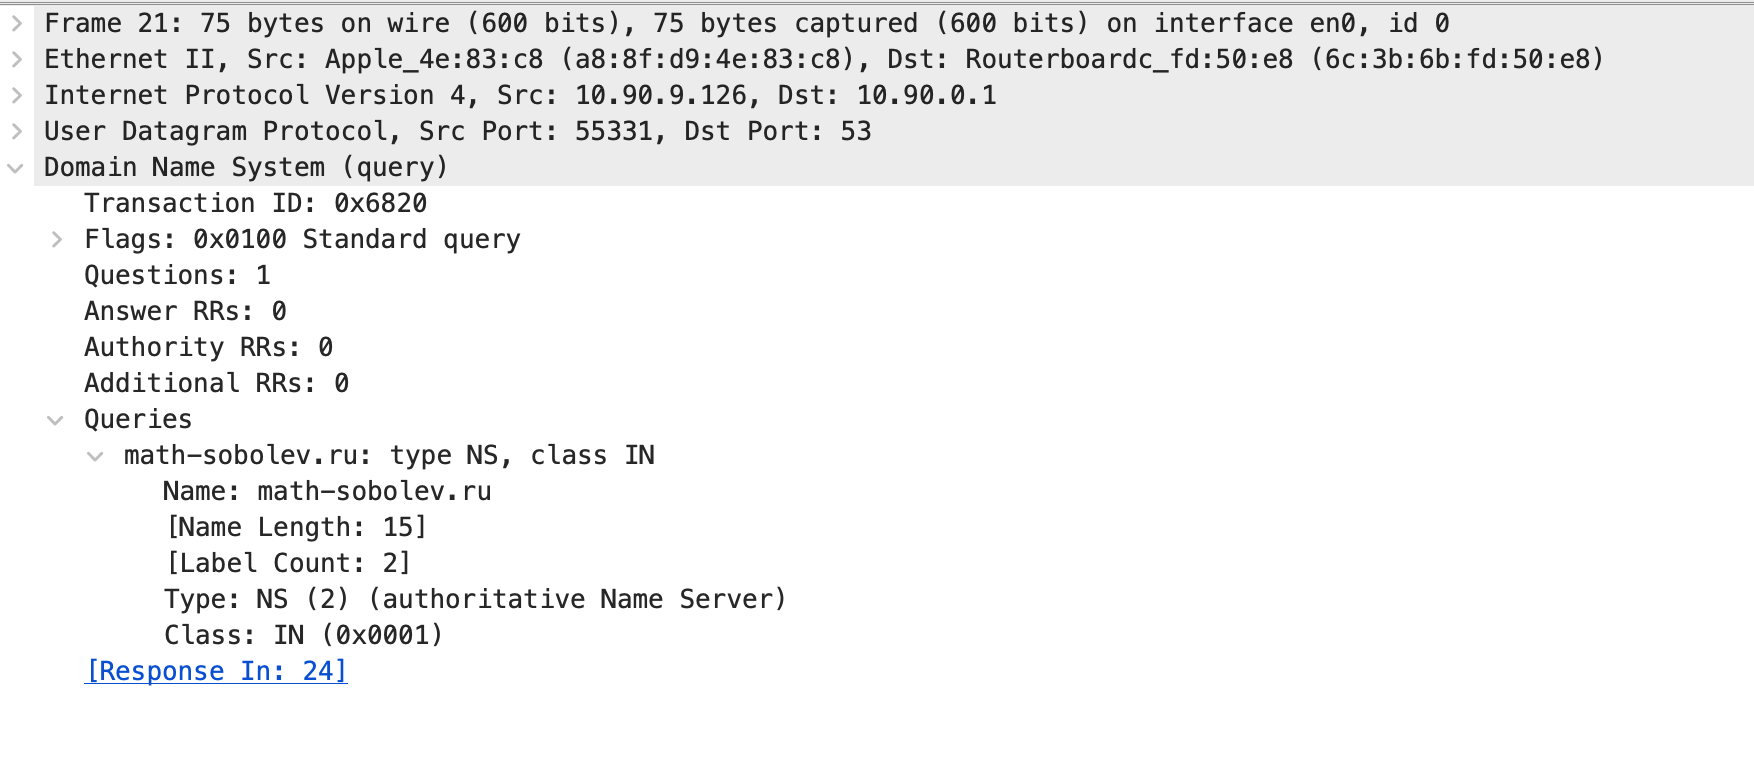 Frame 21: 75 bytes on wire (600 bits), 75 bytes captured (600 bits) on interface en0, id 0
Ethernet II, Src: Apple_4e:83:c8 (a8:8f:d9:4e:83:c8), Dst: Routerboardc_fd:50:e8 (6c:3b:6b:fd:50:e8)
Internet Protocol Version 4, Src: 10.90.9.126, Dst: 10.90.0.1
User Datagram Protocol, Src Port: 55331, Dst Port: 53
Domain Name System (query)
Transaction ID: 0x6820
Flags: 0x0100 Standard query
Questions: 1
Answer RRs: 0
Authority RRs: 0
Additional RRs: 0
Queries
math-sobolev.ru: type NS, class IN
Name: math-sobolev.ru
[Name Length: 15]
[Label Count: 2]
Type: NS (2) (authoritative Name Server)
Class: IN (0x0001)
[Response In: 24]